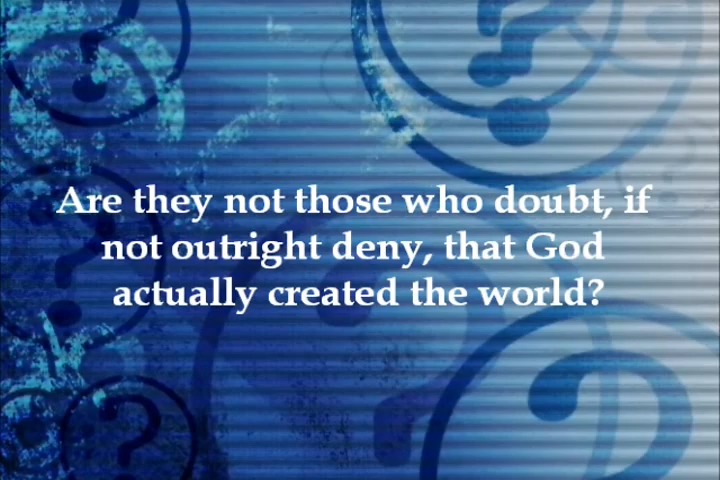 Are they not those who doubt, if
not outright deny, that God
actually created the world?